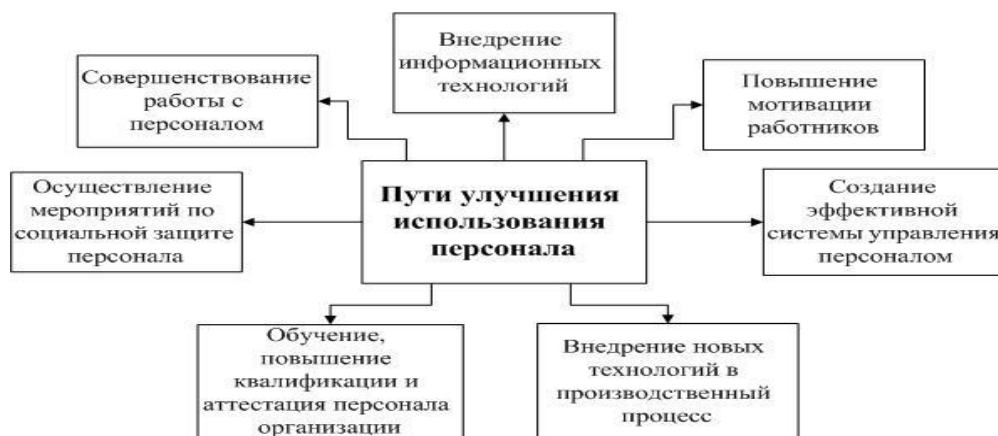 Внедрение
информационных
технологий
Совершенствование
работы с
персоналом
Повышение
мотивации
работников
Пути улучшения
использования
персонала
Осуществление
мероприятий по
социальной защите
персонала
Создание
эффективной
системы управления
персоналом
Обучение,
повышение
квалификации и
аттестация персонала
организации
Внедрение новых
технологий в
производственный
процесс